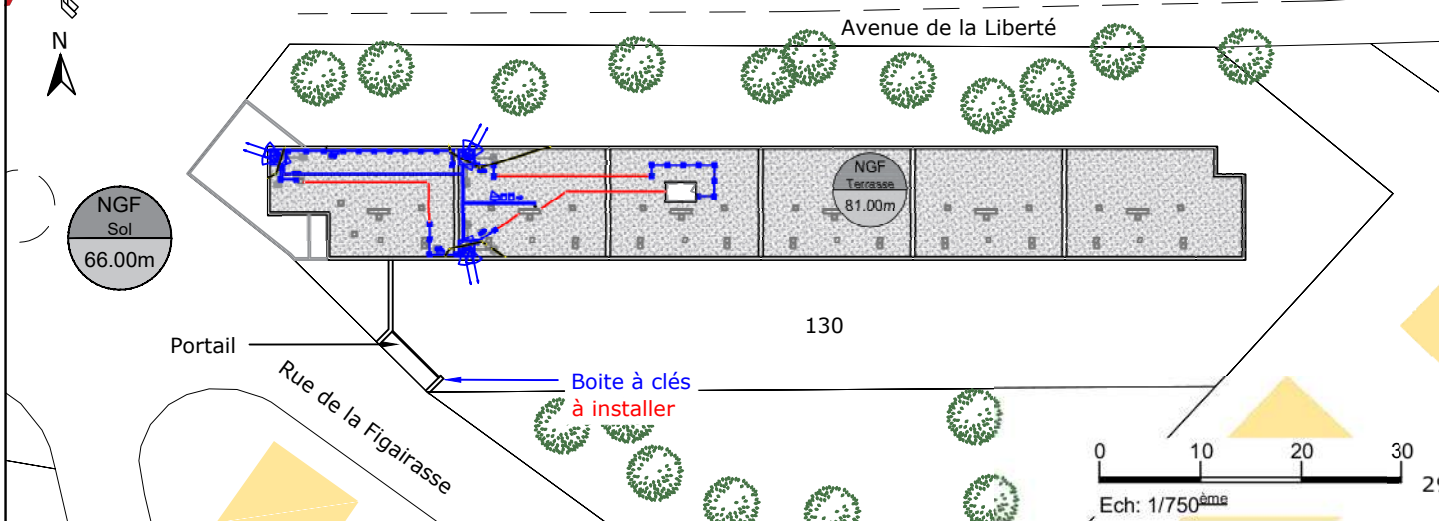 Avenue de la Liberté
N
NGF
Terrasse
81.00m
NGF
Sol
66.00m
130
Portail
Boite à clés
à installer
Rue de la Figairasse
0 10 20 30
Ech: 1/750ème